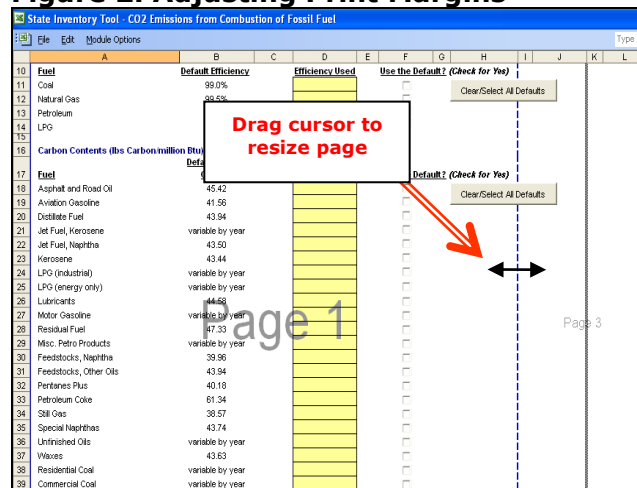 Figure 2. Adjusting Print Margins
State Inventory Tool - CO2 Emissions from Combustion of Fossil Fuel
File Edit Module Options Type
A B C D E F G H I J K L
10 Fuel Default Efficiency Efficiency Used Use the Default? (Check for Yes)
11 Coal 99.0% Clear/Select All Defaults
12 Natural Gas 99.5%
13 Petroleum
14 LPG
15
Drag cursor to
resize page
16 Carbon Contents (lbs Carbon/million Btu)
17 Fuel Default? (Check for Yes)
18 Asphalt and Road Oil 45.42 Clear/Select All Defaults
19 Aviation Gasoline 41.56
20 Distillate Fuel 43.94
21 Jet Fuel, Kerosene variable by year
22 Jet Fuel, Naphtha 43.50
23 Kerosene 43.44
24 LPG (industrial) variable by year
25 LPG (energy only) variable by year
26 Lubricants 44.58
27 Motor Gasoline variable by year
Page 1
Page 3
28 Residual Fuel 47.33
29 Misc. Petro Products variable by year
30 Feedstocks, Naphtha 39.96
31 Feedstocks, Other Oils 43.94
32 Pentanes Plus 40.18
33 Petroleum Coke 61.34
34 Still Gas 38.57
35 Special Naphthas 43.74
36 Unfinished Oils variable by year
37 Waxes 43.63
38 Residential Coal variable by year
39 Commercial Coal variable by year